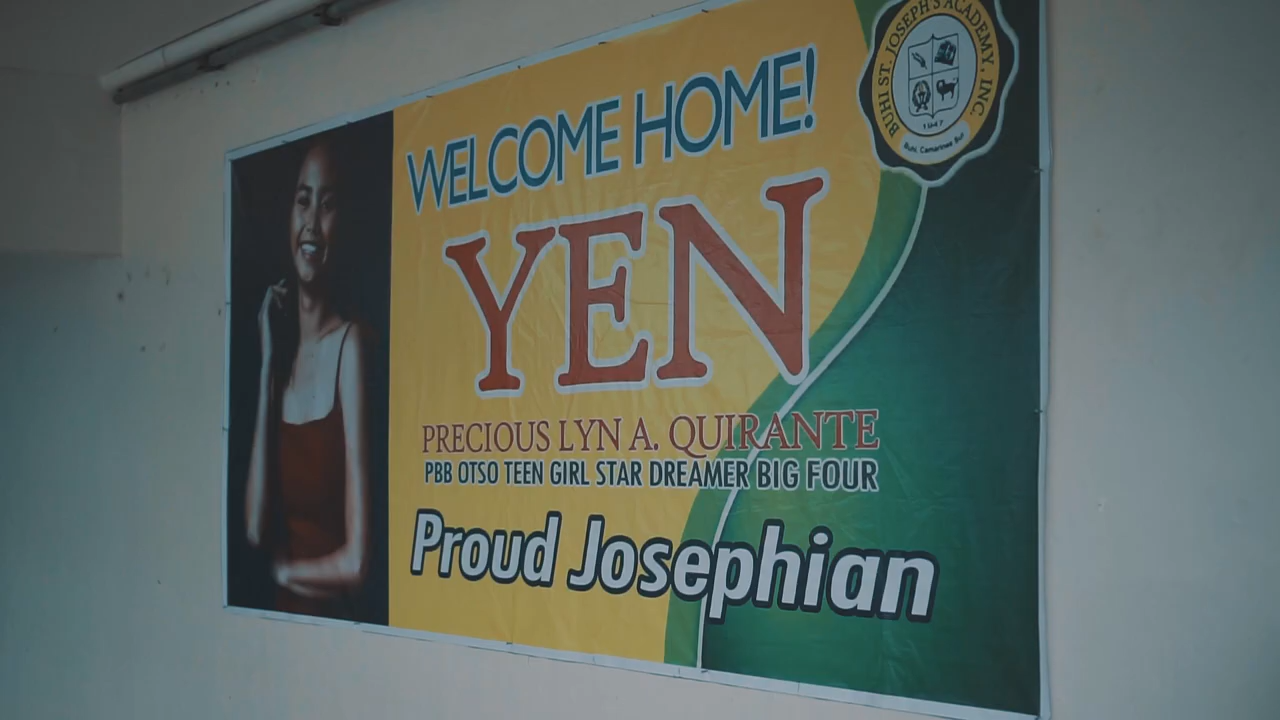 WELCOME HOME!
YEN
PRECIOUS LYN A. QUIRANTE
PBB OTSO TEEN GIRL STAR DREAMER BIG FOUR
Proud Josephian
BUHI ST. JOSEPH'S ACADEMY, INC.
1947
Buhi, Camarines Sur